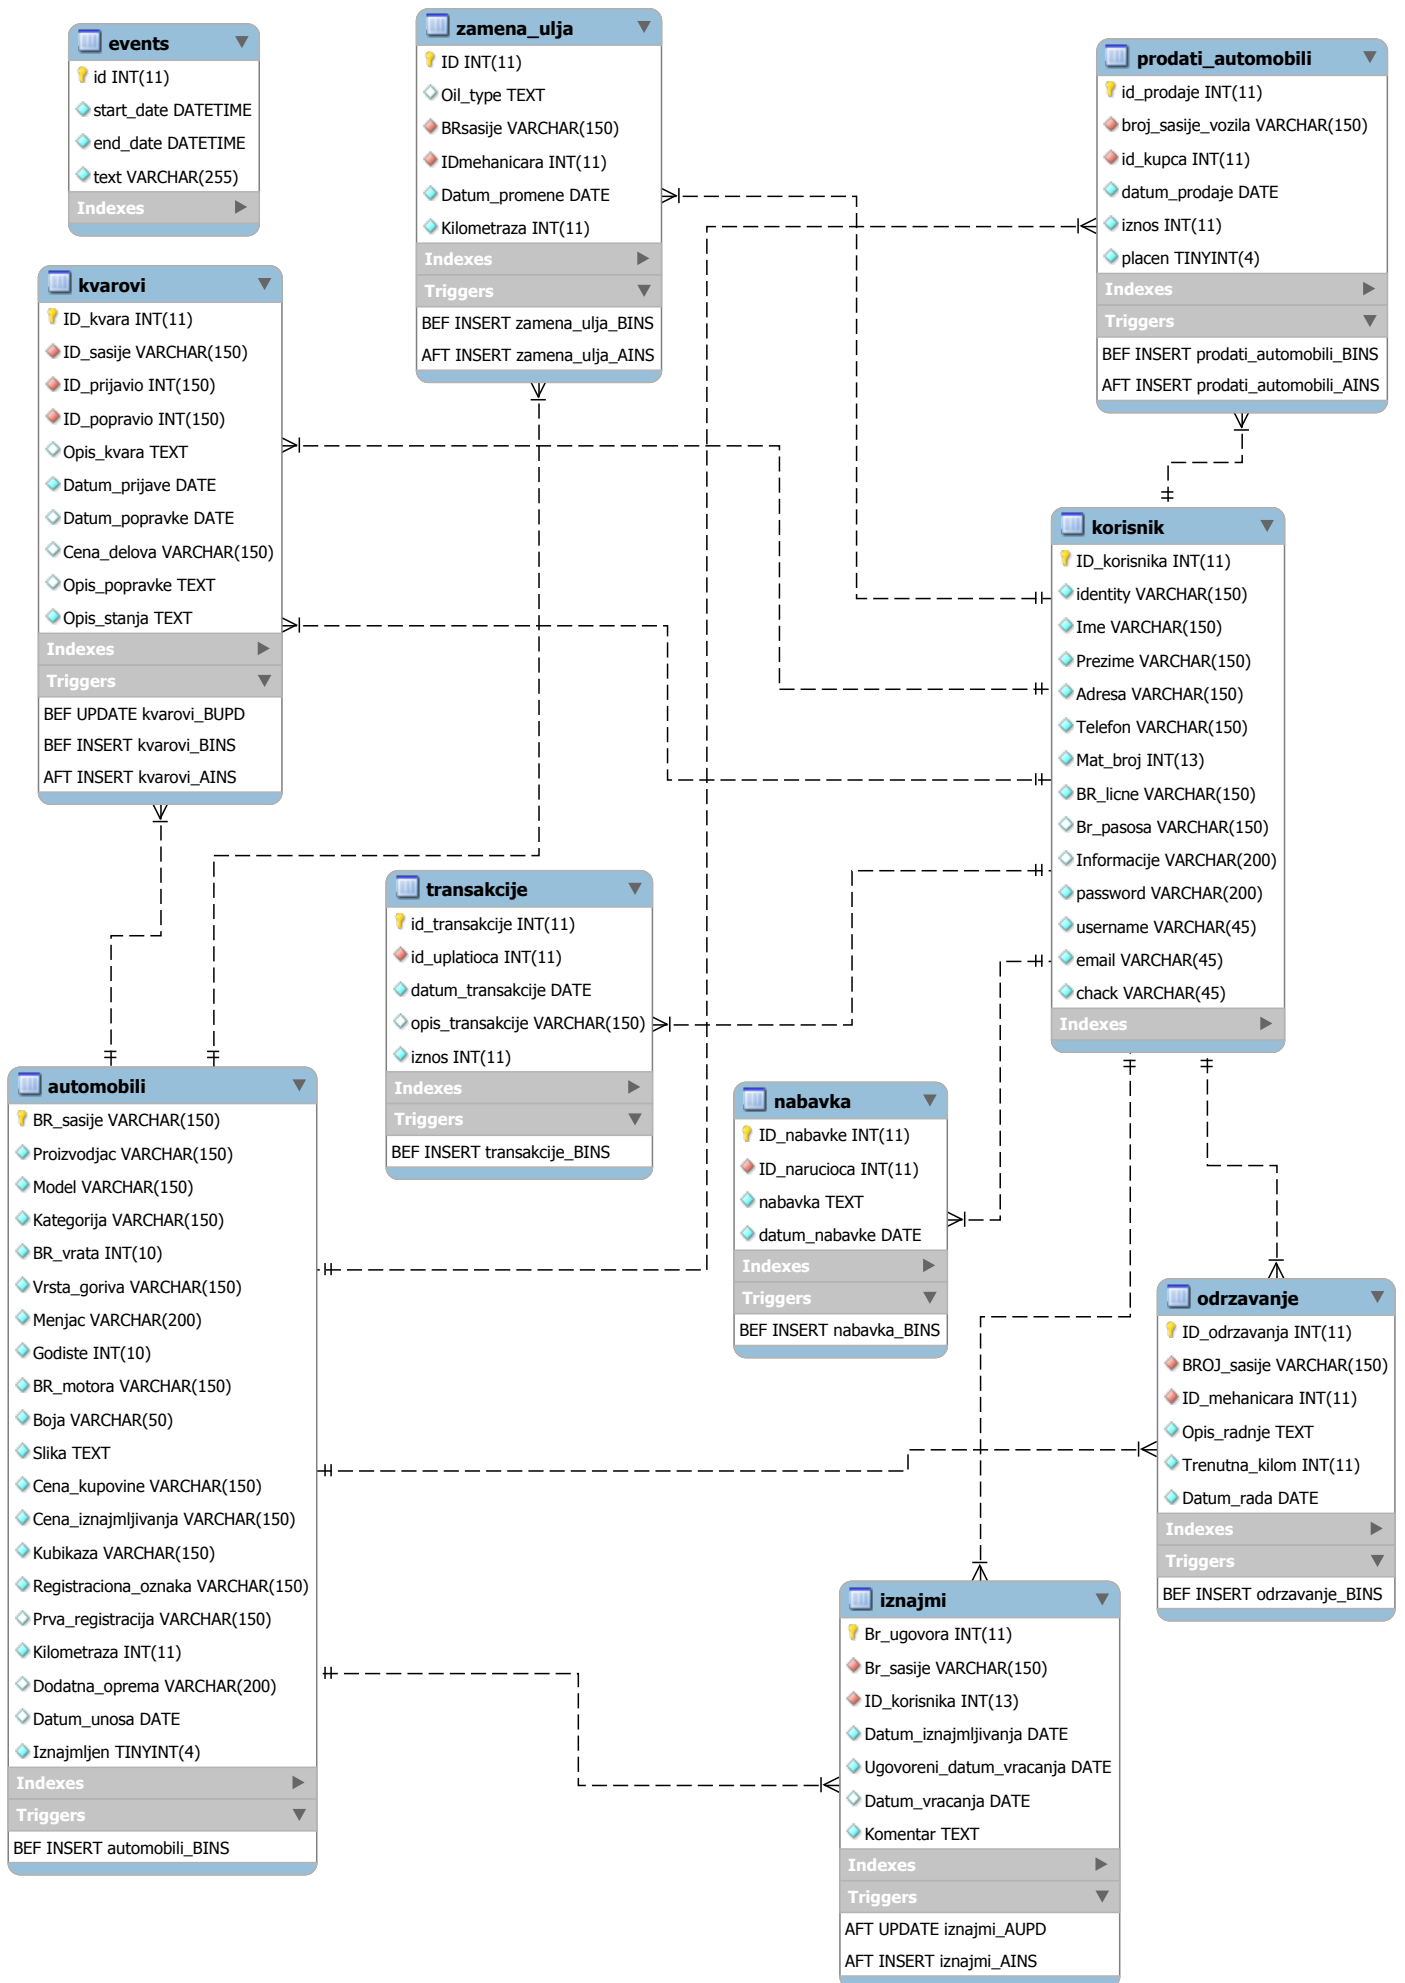 events
id INT(11)
start_date DATETIME
end_date DATETIME
text VARCHAR(255)
Indexes
zamena_ulja
ID INT(11)
Oil_type TEXT
BRsasije VARCHAR(150)
IDmehanicara INT(11)
Datum_promene DATE
Kilometraza INT(11)
Indexes
Triggers
BEF INSERT zamena_ulja_BINS
AFT INSERT zamena_ulja_AINS
prodati_automobili
id_prodaje INT(11)
broj_sasije_vozila VARCHAR(150)
id_kupca INT(11)
datum_prodaje DATE
iznos INT(11)
placen TINYINT(4)
Indexes
Triggers
BEF INSERT prodati_automobili_BINS
AFT INSERT prodati_automobili_AINS
kvarovi
ID_kvara INT(11)
ID_sasije VARCHAR(150)
ID_prijavio INT(150)
ID_popravio INT(150)
Opis_kvara TEXT
Datum_prijave DATE
Datum_popravke DATE
Cena_delova VARCHAR(150)
Opis_popravke TEXT
Opis_stanja TEXT
Indexes
Triggers
BEF UPDATE kvarovi_BUPD
BEF INSERT kvarovi_BINS
AFT INSERT kvarovi_AINS
korisnik
ID_korisnika INT(11)
identity VARCHAR(150)
Ime VARCHAR(150)
Prezime VARCHAR(150)
Adresa VARCHAR(150)
Telefon VARCHAR(150)
Mat_broj INT(13)
BR_licne VARCHAR(150)
Br_pasosa VARCHAR(150)
Informacije VARCHAR(200)
password VARCHAR(200)
username VARCHAR(45)
email VARCHAR(45)
chack VARCHAR(45)
Indexes
transakcije
id_transakcije INT(11)
id_uplatioca INT(11)
datum_transakcije DATE
opis_transakcije VARCHAR(150)
iznos INT(11)
Indexes
Triggers
BEF INSERT transakcije_BINS
automobili
BR_sasije VARCHAR(150)
Proizvodjac VARCHAR(150)
Model VARCHAR(150)
Kategorija VARCHAR(150)
BR_vrata INT(10)
Vrsta_goriva VARCHAR(150)
Menjac VARCHAR(200)
Godiste INT(10)
BR_motora VARCHAR(150)
Boja VARCHAR(50)
Slika TEXT
Cena_kupovine VARCHAR(150)
Cena_iznajmljivanja VARCHAR(150)
Kubikaza VARCHAR(150)
Registraciona_oznaka VARCHAR(150)
Prva_registracija VARCHAR(150)
Kilometraza INT(11)
Dodatna_oprema VARCHAR(200)
Datum_unosa DATE
Iznajmljen TINYINT(4)
Indexes
Triggers
BEF INSERT automobili_BINS
nabavka
ID_nabavke INT(11)
ID_narucioca INT(11)
nabavka TEXT
datum_nabavke DATE
Indexes
Triggers
BEF INSERT nabavka_BINS
odrzavanje
ID_odrzavanja INT(11)
BROJ_sasije VARCHAR(150)
ID_mehanicara INT(11)
Opis_radnje TEXT
Trenutna_kilom INT(11)
Datum_rada DATE
Indexes
Triggers
BEF INSERT odrzavanje_BINS
iznajmi
Br_ugovora INT(11)
Br_sasije VARCHAR(150)
ID_korisnika INT(13)
Datum_iznajmljivanja DATE
Ugovoreni_datum_vracanja DATE
Datum_vracanja DATE
Komentar TEXT
Indexes
Triggers
AFT UPDATE iznajmi_AUPD
AFT INSERT iznajmi_AINS